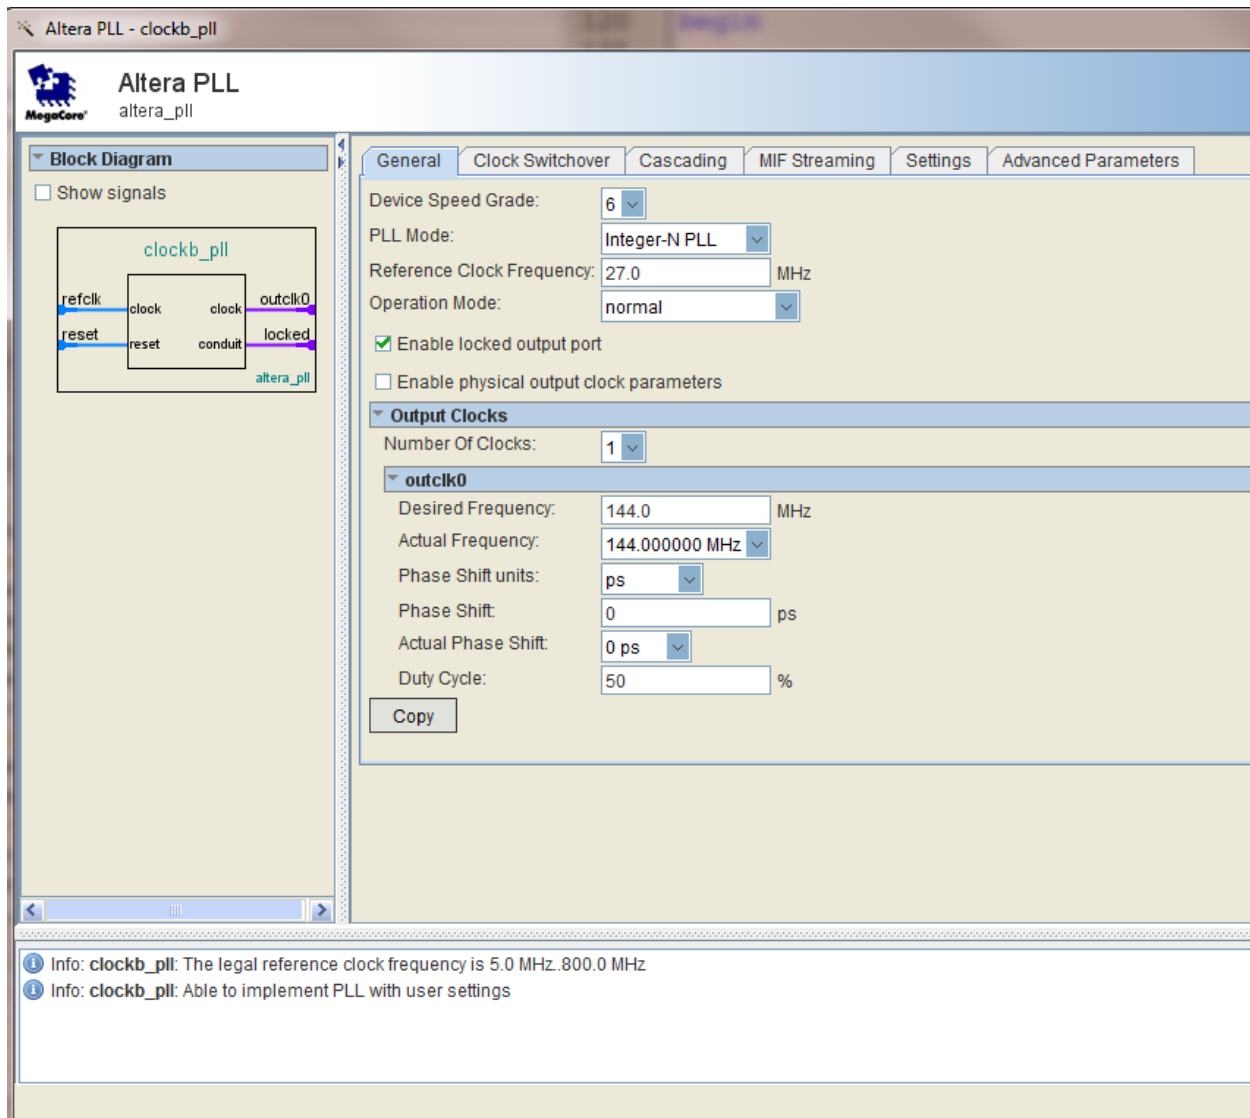 Altera PLL - clockb_pll
120 begin
Altera PLL
altera_pll
MegaCore®
Block Diagram
Show signals
clockb_pll
refclk clock clock outclk0
reset reset conduit locked
altera_pll
General Clock Switchover Cascading MIF Streaming Settings Advanced Parameters
Device Speed Grade: 6
PLL Mode: Integer-N PLL
Reference Clock Frequency: 27.0 MHz
Operation Mode: normal
Enable locked output port
Enable physical output clock parameters
Output Clocks
Number Of Clocks: 1
outclk0
Desired Frequency: 144.0 MHz
Actual Frequency: 144.000000 MHz
Phase Shift units: ps
Phase Shift: 0 ps
Actual Phase Shift: 0 ps
Duty Cycle: 50 %
Copy
Info: clockb_pll: The legal reference clock frequency is 5.0 MHz..800.0 MHz
Info: clockb_pll: Able to implement PLL with user settings